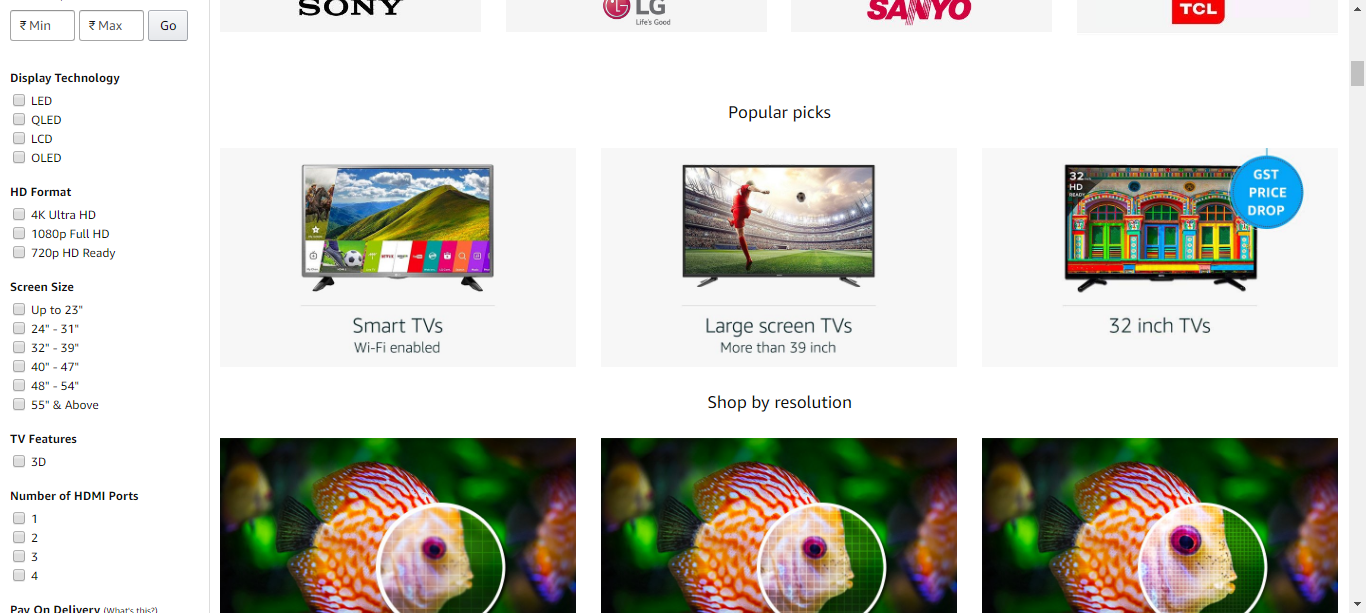 ₹ Min
₹ Max
Go
Display Technology
LED
QLED
LCD
OLED
HD Format
4K Ultra HD
1080p Full HD
720p HD Ready
Screen Size
Up to 23"
24" - 31"
32" - 39"
40" - 47"
48" - 54"
55" & Above
TV Features
3D
Number of HDMI Ports
1
2
3
4
Pay On Delivery (What's this?)
SONY
LG
Life's Good
SANYO
TCL
Popular picks
Smart TVs
Wi-Fi enabled
Large screen TVs
More than 39 inch
32
HD
READY
GST
PRICE
DROP
32 inch TVs
Shop by resolution